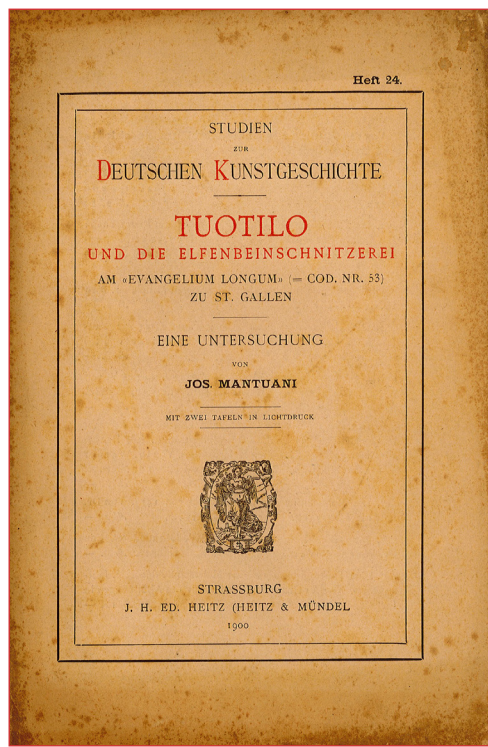 Heft 24.
STUDIEN
ZUR
DEUTSCHEN KUNSTGESCHICHTE
TUOTILO
UND DIE ELFENBEINSCHNITZEREI
AM «EVANGELIUM LONGUM» (= COD. NR. 53)
ZU ST. GALLEN
EINE UNTERSUCHUNG
VON
JOS. MANTUANI
MIT ZWEI TAFELN IN LICHTDRUCK
STRASSBURG
J. H. ED. HEITZ (HEITZ & MÜNDEL
1900